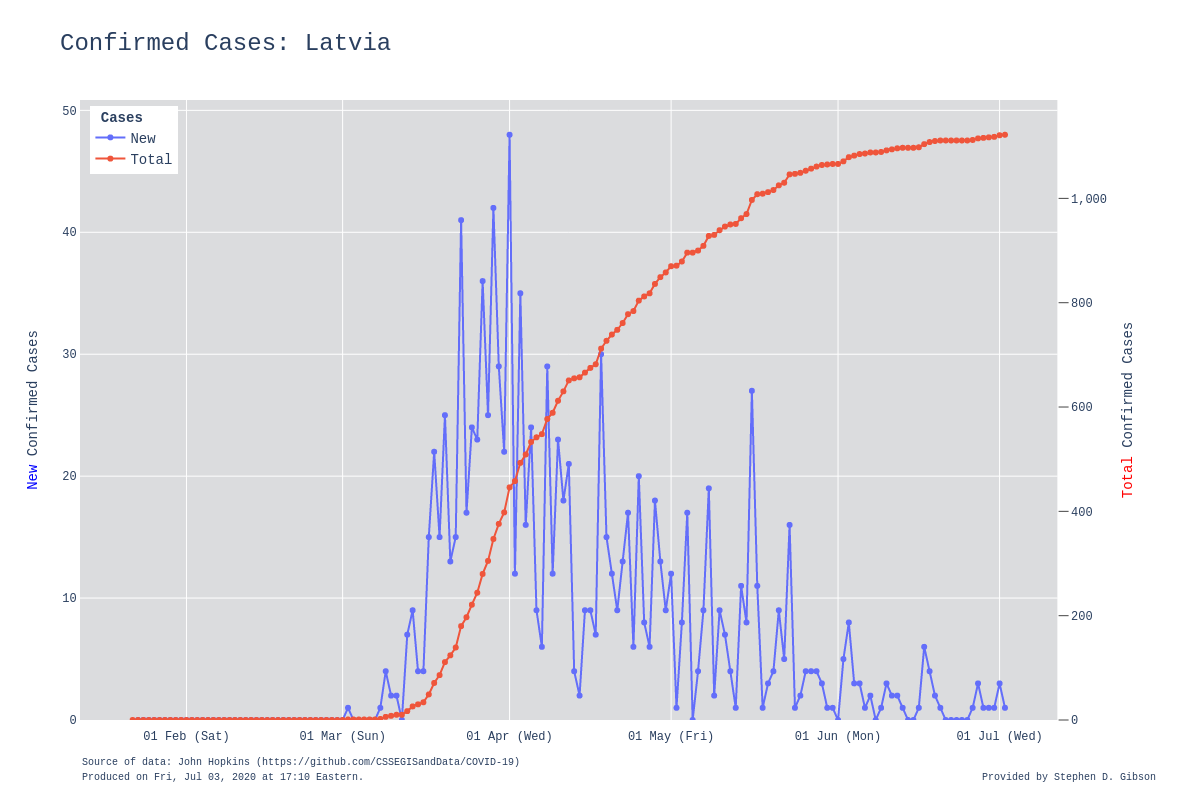 Confirmed Cases: Latvia
Cases
New
Total
50
40
30
20
10
0
1,000
800
600
400
200
0
New Confirmed Cases
Total Confirmed Cases
01 Feb (Sat)
01 Mar (Sun)
01 Apr (Wed)
01 May (Fri)
01 Jun (Mon)
01 Jul (Wed)
Source of data: John Hopkins (https://github.com/CSSEGISandData/COVID-19)
Produced on Fri, Jul 03, 2020 at 17:10 Eastern.
Provided by Stephen D. Gibson